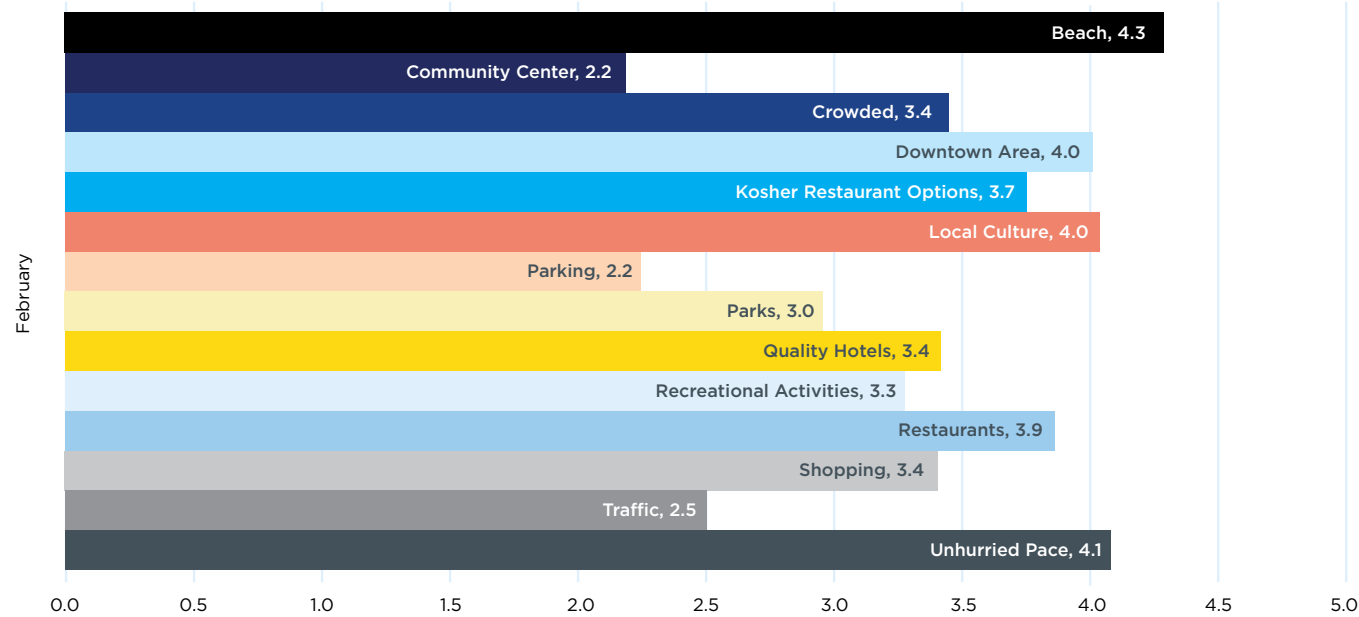 Beach, 4.3
Community Center, 2.2
Crowded, 3.4
Downtown Area, 4.0
Kosher Restaurant Options, 3.7
Local Culture, 4.0
Parking, 2.2
Parks, 3.0
Quality Hotels, 3.4
Recreational Activities, 3.3
Restaurants, 3.9
Shopping, 3.4
Traffic, 2.5
Unhurried Pace, 4.1
February
0.0 0.5 1.0 1.5 2.0 2.5 3.0 3.5 4.0 4.5 5.0